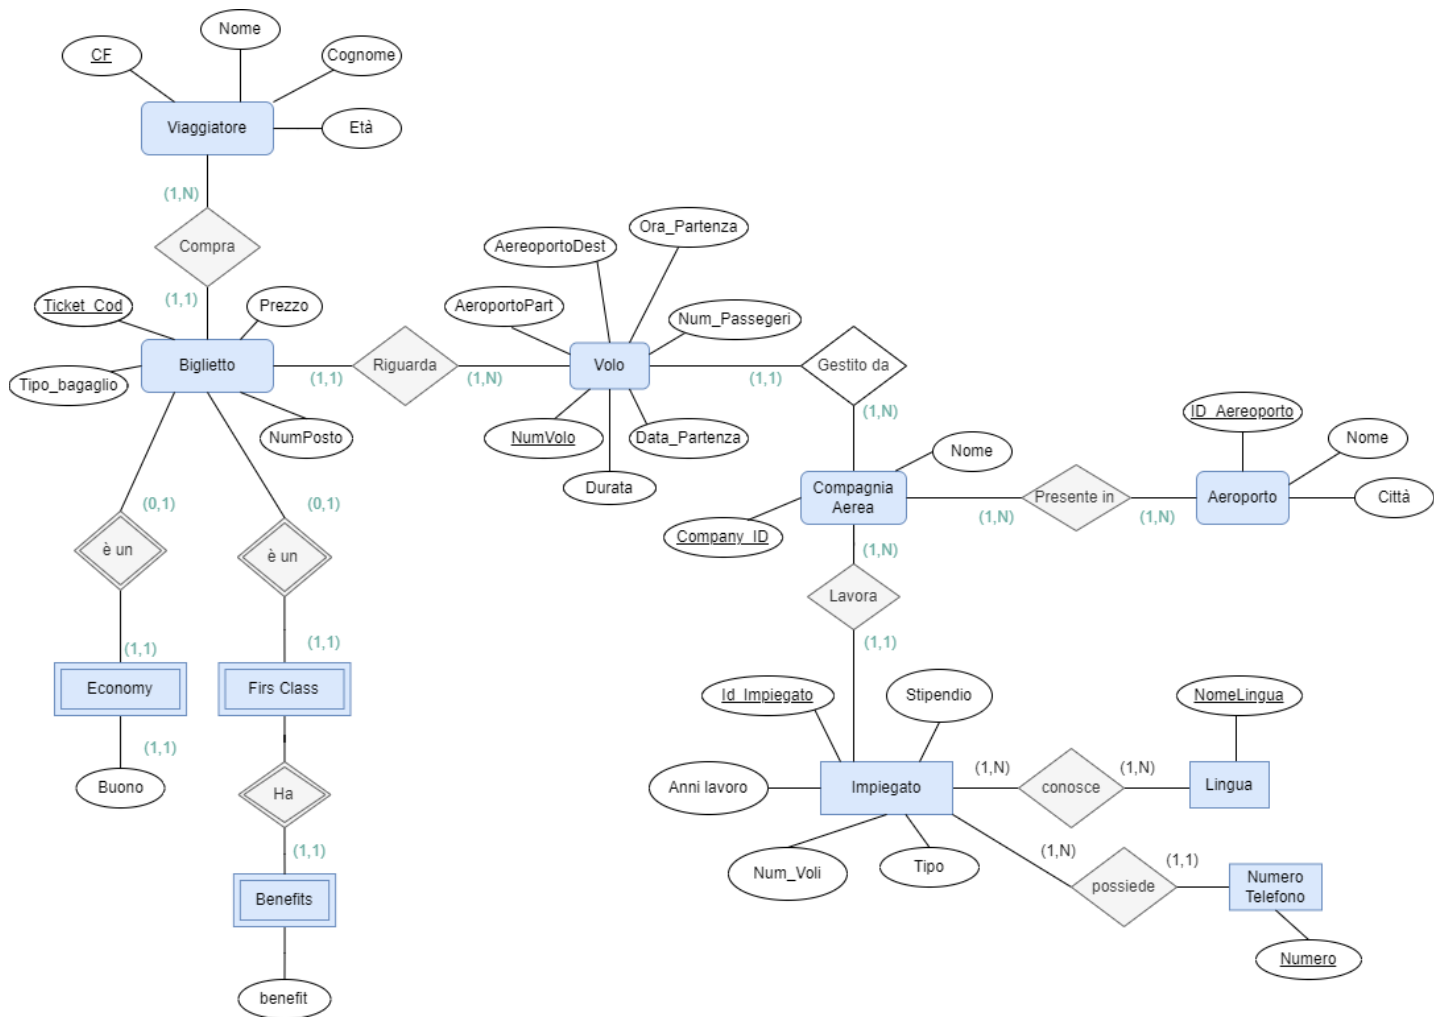 Nome
CF
Cognome
Viaggiatore
Età
(1,N)
Compra
(1,1)
Ticket_Cod
Prezzo
Tipo_bagaglio
Biglietto
NumPosto
(1,1)
Riguarda
(1,N)
Ora_Partenza
AereoportoDest
AeroportoPart
Num_Passegeri
Volo
NumVolo
Data_Partenza
Durata
(1,1)
Gestito da
(1,N)
Nome
Compagnia
Aerea
Company_ID
(1,N)
Presente in
(1,N)
ID_Aereoporto
Nome
Aeroporto
Città
(0,1)
(0,1)
è un
è un
(1,1)
(1,1)
Economy
Firs Class
(1,1)
Buono
Ha
(1,1)
Benefits
benefit
(1,N)
Lavora
(1,1)
Id_Impiegato
Stipendio
Anni lavoro
Impiegato
Num_Voli
Tipo
(1,N)
conosce
(1,N)
NomeLingua
Lingua
(1,N)
possiede
(1,1)
Numero
Telefono
Numero